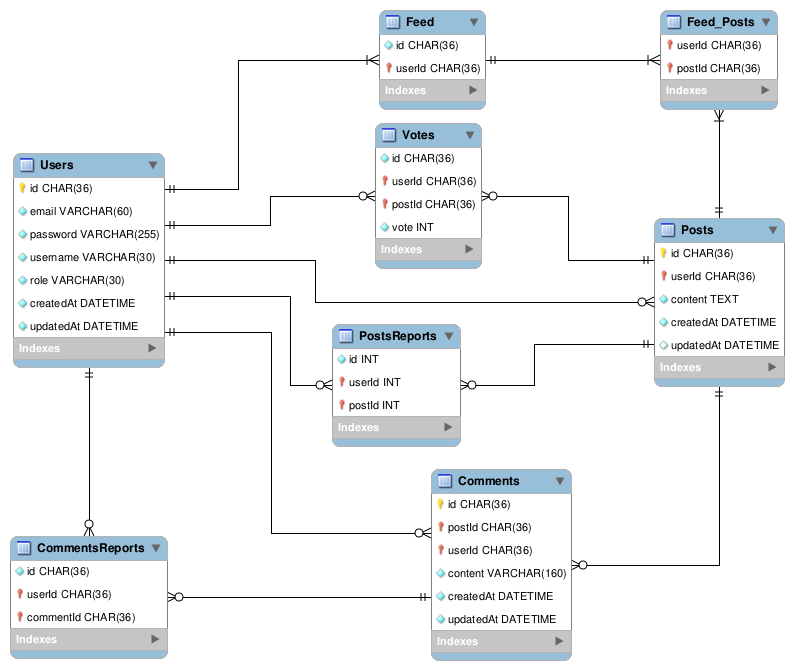 Feed
id CHAR(36)
userId CHAR(36)
Indexes
Feed_Posts
userId CHAR(36)
postId CHAR(36)
Indexes
Votes
id CHAR(36)
userId CHAR(36)
postId CHAR(36)
vote INT
Indexes
Users
id CHAR(36)
email VARCHAR(60)
password VARCHAR(255)
username VARCHAR(30)
role VARCHAR(30)
createdAt DATETIME
updatedAt DATETIME
Indexes
Posts
id CHAR(36)
userId CHAR(36)
content TEXT
createdAt DATETIME
updatedAt DATETIME
Indexes
PostsReports
id INT
userId INT
postId INT
Indexes
Comments
id CHAR(36)
postId CHAR(36)
userId CHAR(36)
content VARCHAR(160)
createdAt DATETIME
updatedAt DATETIME
Indexes
CommentsReports
id CHAR(36)
userId CHAR(36)
commentId CHAR(36)
Indexes